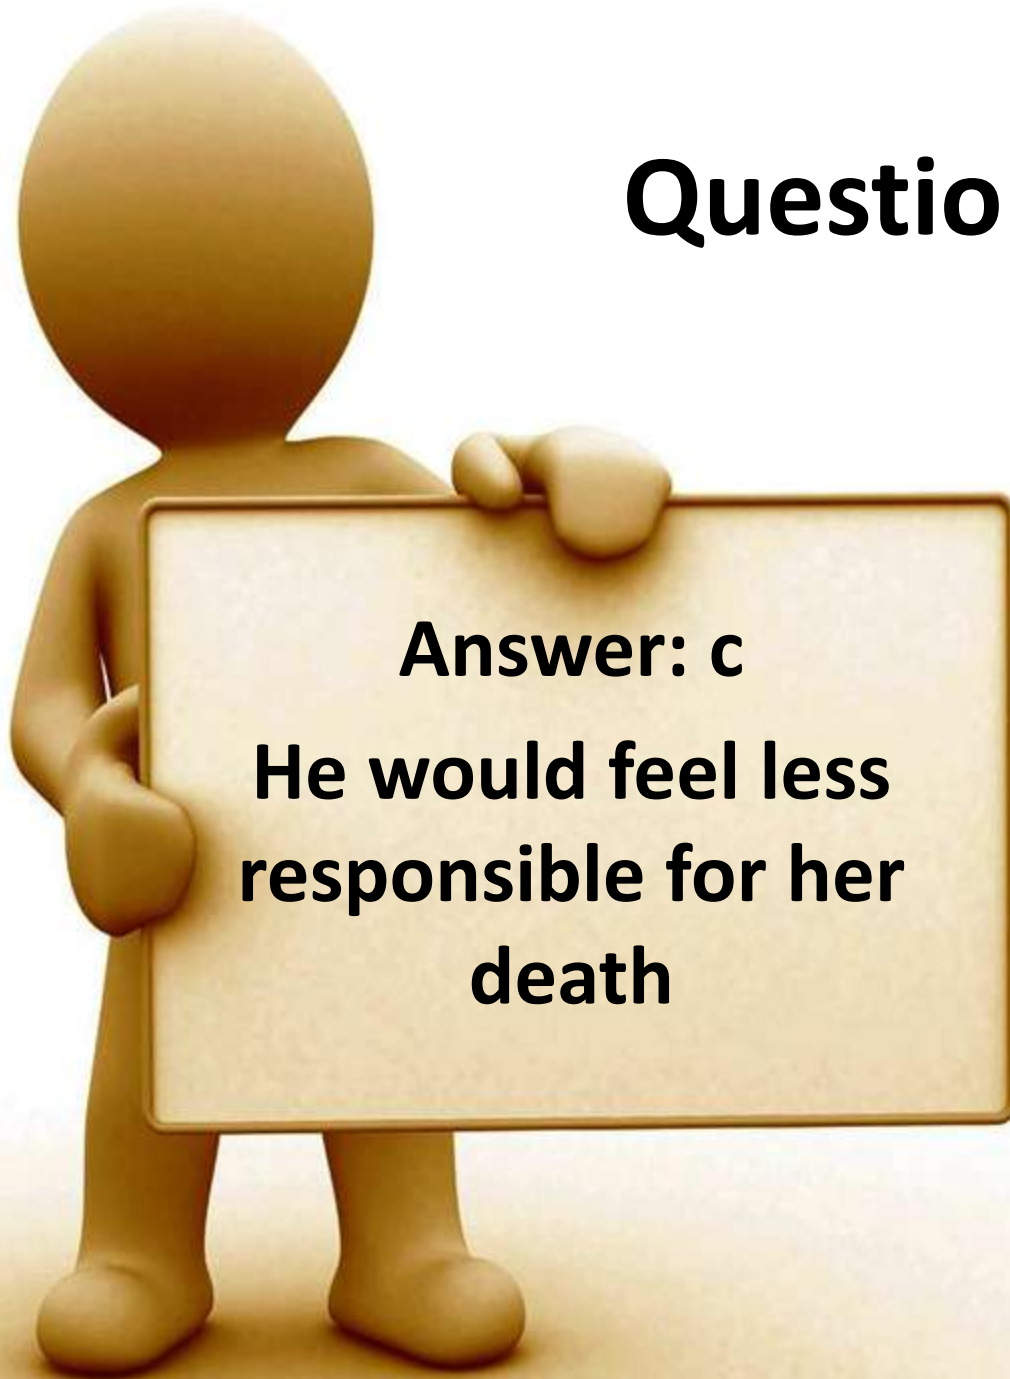 Questio
Answer: c
He would feel less
responsible for her
death